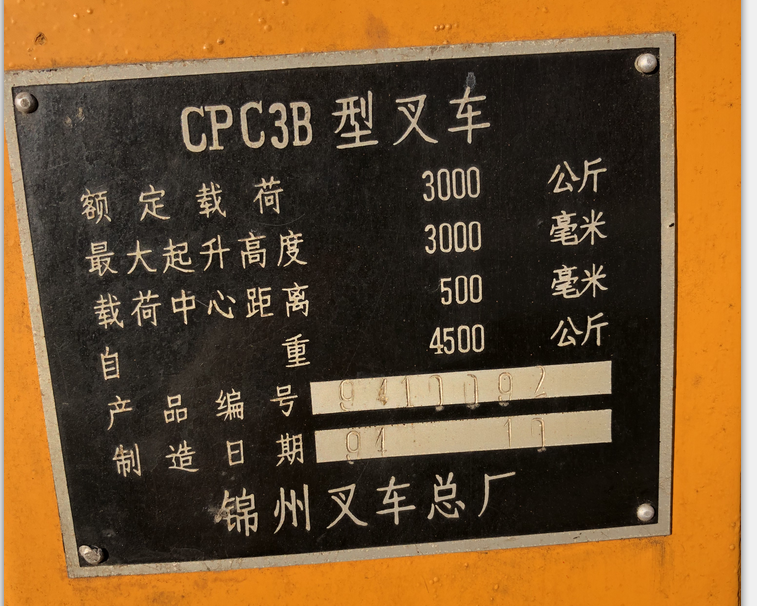 CPC3B 型叉车
额定载荷 3000 公斤
最大起升高度 3000 毫米
载荷中心距离 500 毫米
自重 4500 公斤
产品编号
制造日期 94 10
锦州叉车总厂